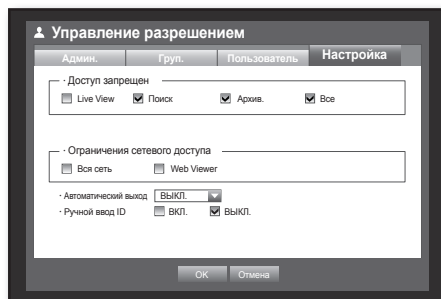 Управление разрешением
Админ. Груп. Пользователь Настройка
· Доступ запрещен
Live View Поиск Архив. Все
· Ограничения сетевого доступа
Вся сеть Web Viewer
· Автоматический выход ВЫКЛ.
· Ручной ввод ID ВКЛ. ВЫКЛ.
OK Отмена